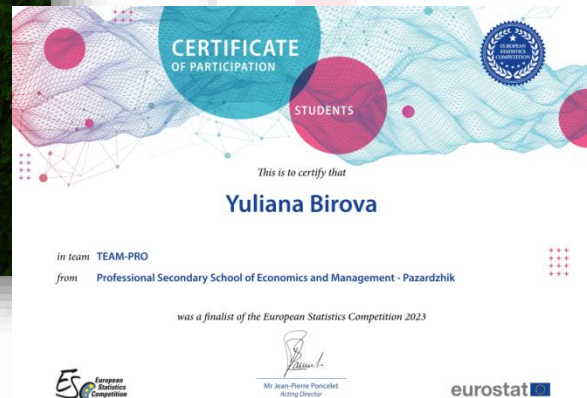 CERTIFICATE
OF PARTICIPATION
EUROPEAN
STATISTICS
COMPETITION
STUDENTS
This is to certify that
Yuliana Birova
in team TEAM-PRO
from Professional Secondary School of Economics and Management - Pazardzhik
was a finalist of the European Statistics Competition 2023
Mr Jean-Pierre Poncelet
Acting Director
ESC European
Statistics
Competition
eurostat